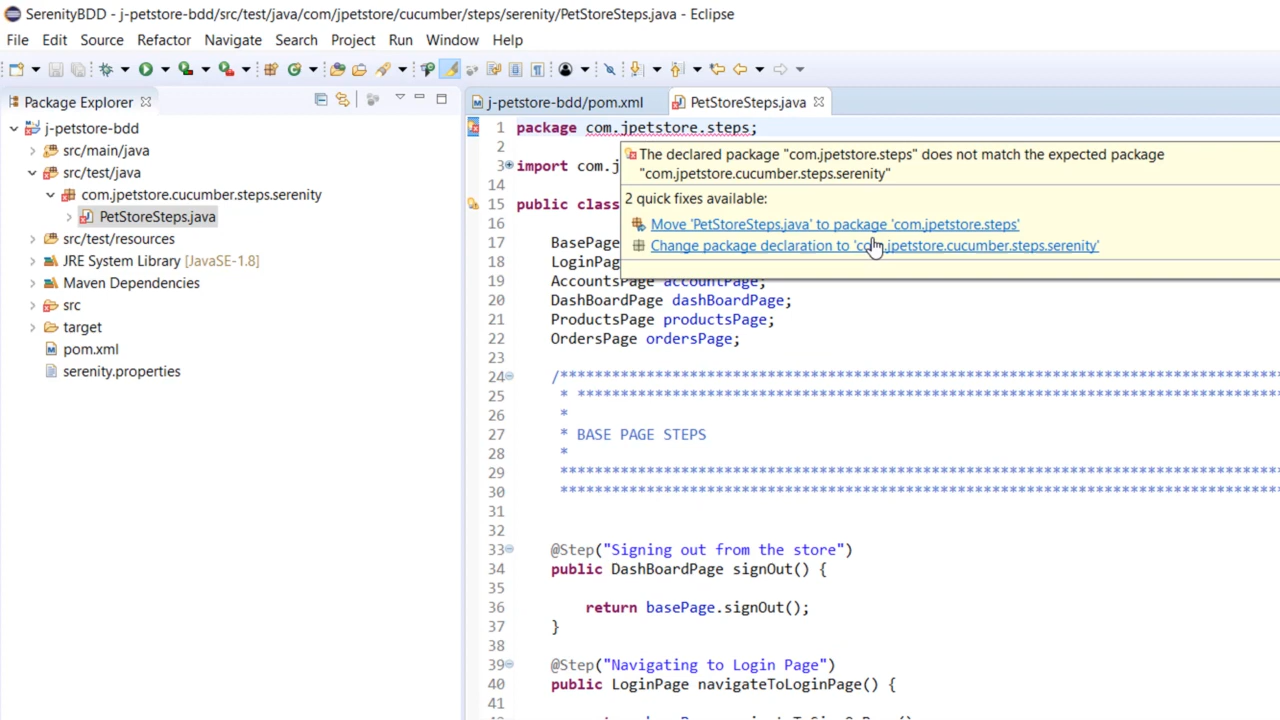 SerenityBDD - j-petstore-bdd/src/test/java/com/jpetstore/cucumber/steps/serenity/PetStoreSteps.java - Eclipse
File Edit Source Refactor Navigate Search Project Run Window Help
Package Explorer
j-petstore-bdd
src/main/java
src/test/java
com.jpetstore.cucumber.steps.serenity
PetStoreSteps.java
src/test/resources
JRE System Library [JavaSE-1.8]
Maven Dependencies
src
target
pom.xml
serenity.properties
j-petstore-bdd/pom.xml PetStoreSteps.java
1 package com.jpetstore.steps;
2
3 import com.j
14
15 public class
16
17 BasePage
18 LoginPag
19 AccountsPage accountPage;
20 DashBoardPage dashBoardPage;
21 ProductsPage productsPage;
22 OrdersPage ordersPage;
23
24 /***************************************************************************
25 * *************************************************************************
26 *
27 * BASE PAGE STEPS
28 *
29 ***************************************************************************
30 ***************************************************************************
31
32
33 @Step("Signing out from the store")
34 public DashBoardPage signOut() {
35
36 return basePage.signOut();
37 }
38
39 @Step("Navigating to Login Page")
40 public LoginPage navigateToLoginPage() {
41
The declared package "com.jpetstore.steps" does not match the expected package
"com.jpetstore.cucumber.steps.serenity"
2 quick fixes available:
Move 'PetStoreSteps.java' to package 'com.jpetstore.steps'
Change package declaration to 'com.jpetstore.cucumber.steps.serenity'